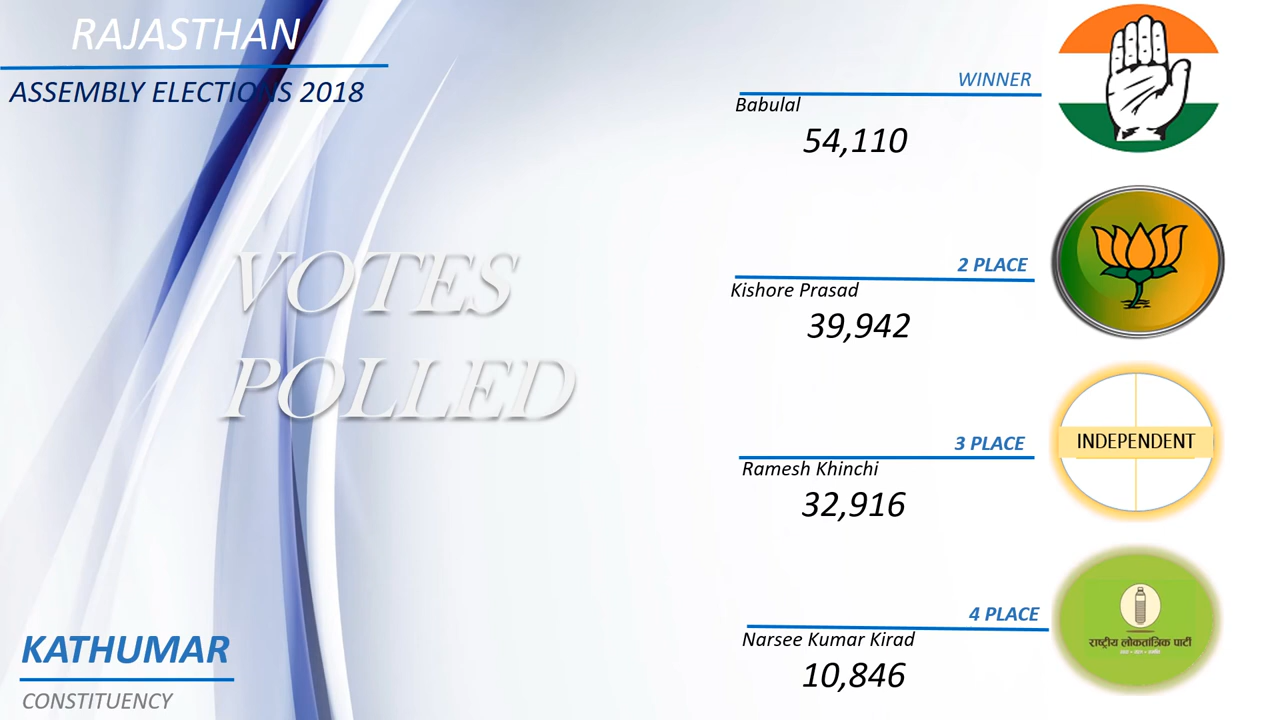 RAJASTHAN
ASSEMBLY ELECTIONS 2018
VOTES
POLLED
KATHUMAR
CONSTITUENCY
WINNER
Babulal
54,110
2 PLACE
Kishore Prasad
39,942
3 PLACE
Ramesh Khinchi
32,916
INDEPENDENT
4 PLACE
Narsee Kumar Kirad
10,846
राष्ट्रीय लोकतांत्रिक पार्टी